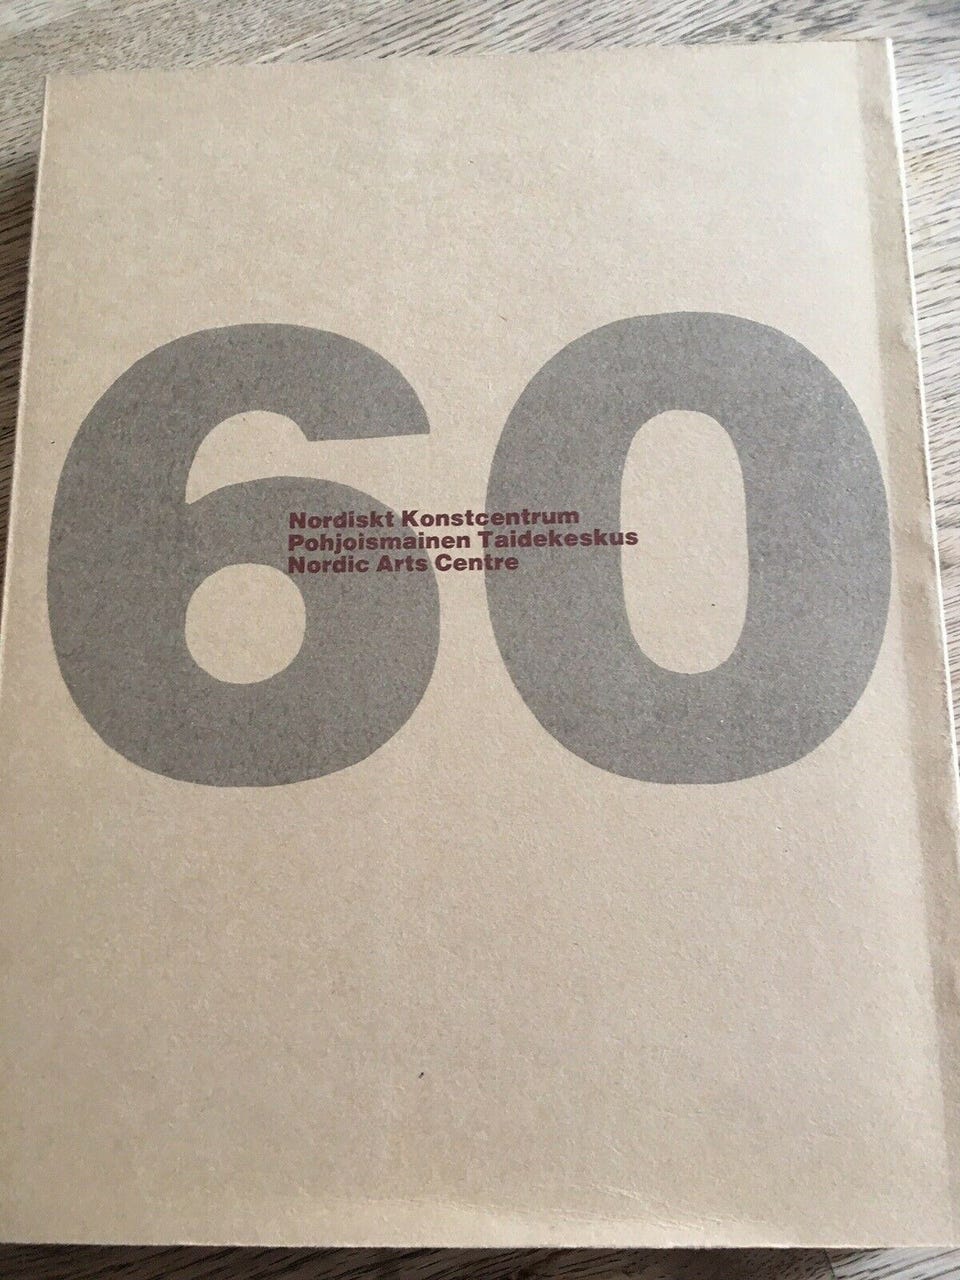 60
Nordiskt Konstcentrum
Pohjoismainen Taidekeskus
Nordic Arts Centre